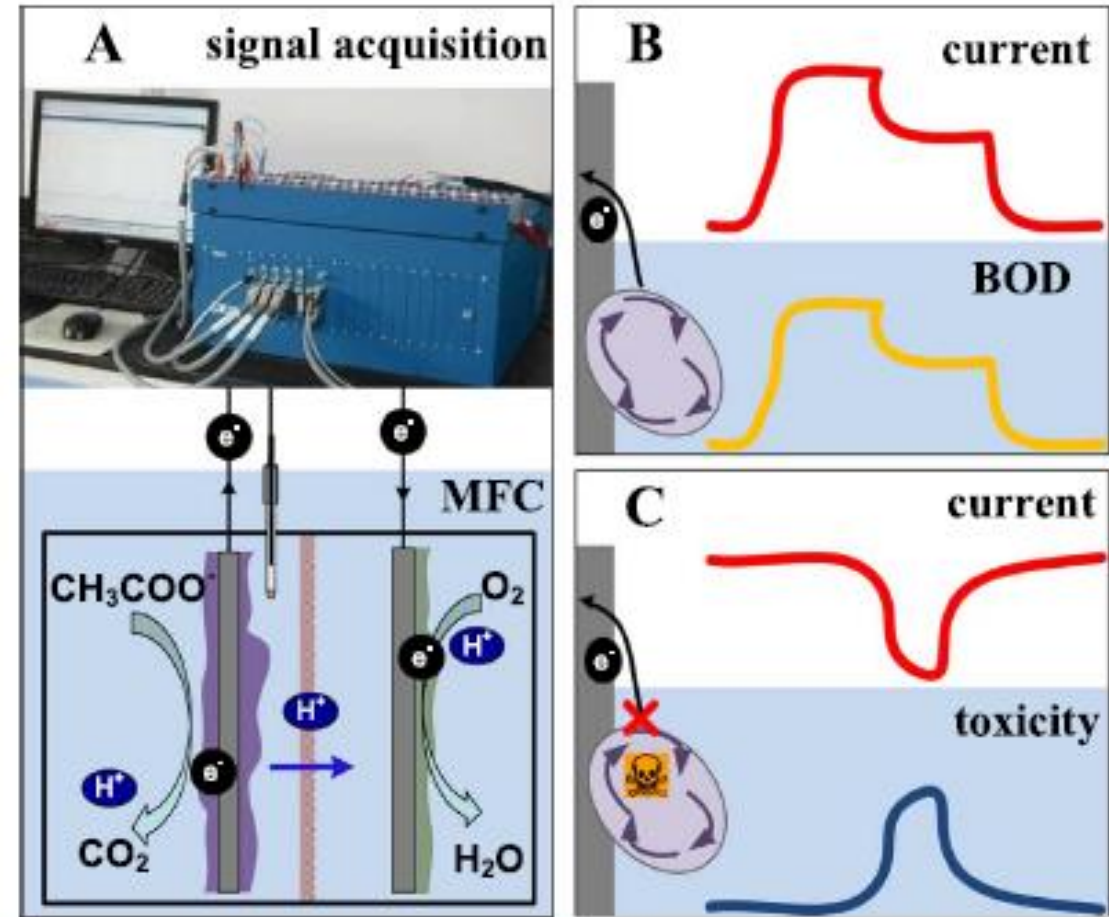 A signal acquisition
e⁻ e⁻
MFC
CH₃COO⁻
O₂
H⁺
e⁻
H⁺
e⁻
H⁺
CO₂
H₂O
B
current
e⁻
BOD
C
current
e⁻
toxicity